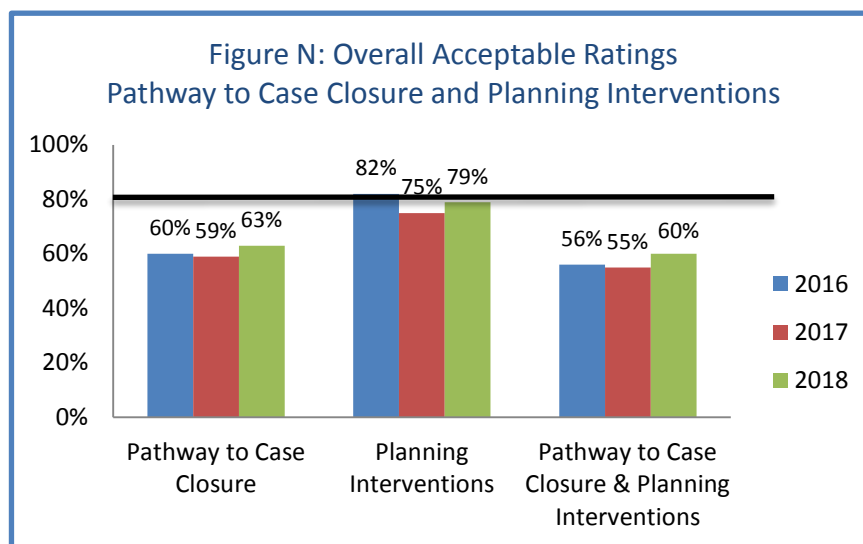 Figure N: Overall Acceptable Ratings
Pathway to Case Closure and Planning Interventions
100%
80%
60%
40%
20%
0%
60%
59%
63%
82%
75%
79%
56%
55%
60%
Pathway to Case
Closure
Planning
Interventions
Pathway to Case
Closure & Planning
Interventions
2016
2017
2018